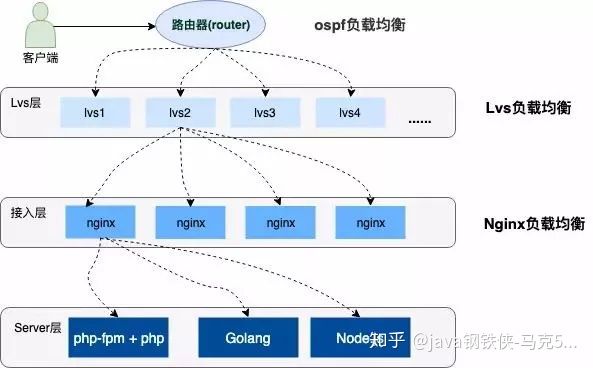 路由器(router)
ospf负载均衡
客户端
Lvs层
lvs1
lvs2
lvs3
lvs4
......
Lvs负载均衡
接入层
nginx
nginx
nginx
nginx
Nginx负载均衡
Server层
php-fpm + php
Golang
Node
知乎 @java钢铁侠-马克5...